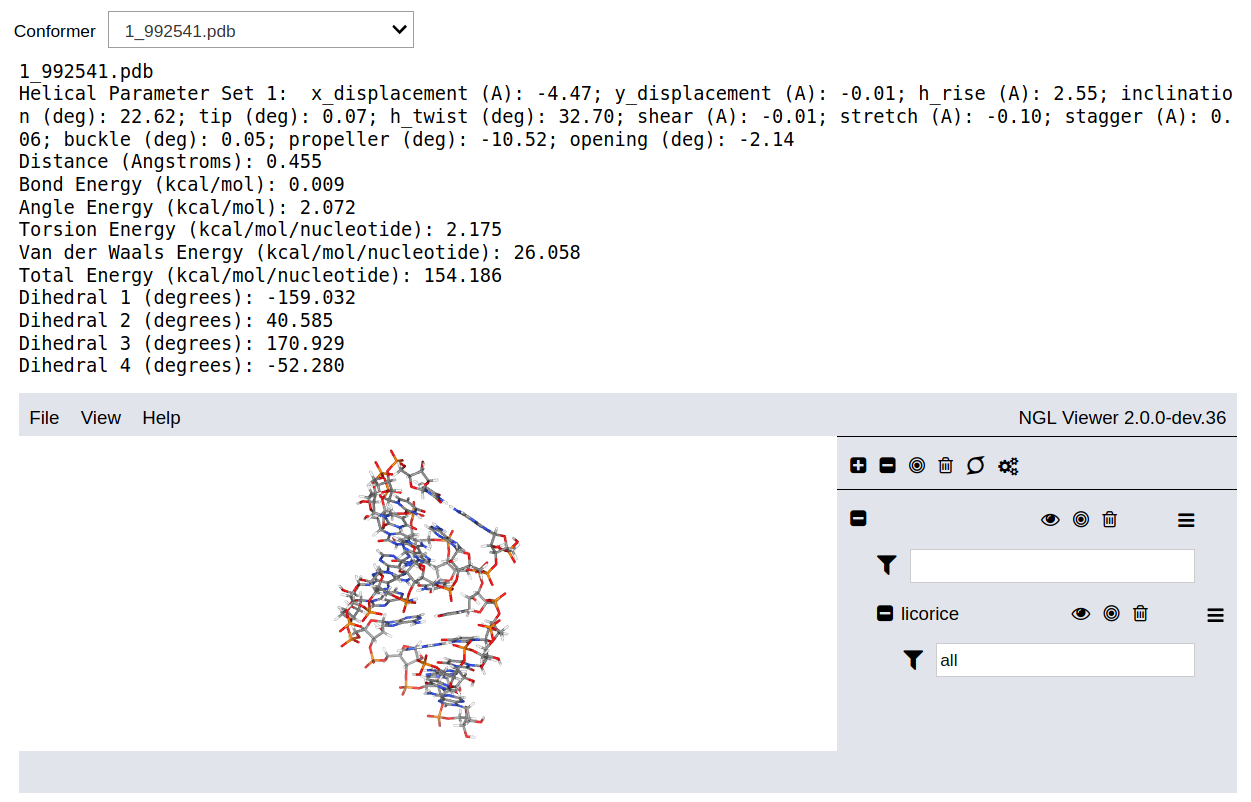 Conformer 1_992541.pdb
1_992541.pdb
Helical Parameter Set 1:  x_displacement (A): -4.47; y_displacement (A): -0.01; h_rise (A): 2.55; inclinatio
n (deg): 22.62; tip (deg): 0.07; h_twist (deg): 32.70; shear (A): -0.01; stretch (A): -0.10; stagger (A): 0.
06; buckle (deg): 0.05; propeller (deg): -10.52; opening (deg): -2.14
Distance (Angstroms): 0.455
Bond Energy (kcal/mol): 0.009
Angle Energy (kcal/mol): 2.072
Torsion Energy (kcal/mol/nucleotide): 2.175
Van der Waals Energy (kcal/mol/nucleotide): 26.058
Total Energy (kcal/mol/nucleotide): 154.186
Dihedral 1 (degrees): -159.032
Dihedral 2 (degrees): 40.585
Dihedral 3 (degrees): 170.929
Dihedral 4 (degrees): -52.280
File View Help NGL Viewer 2.0.0-dev.36
licorice
all